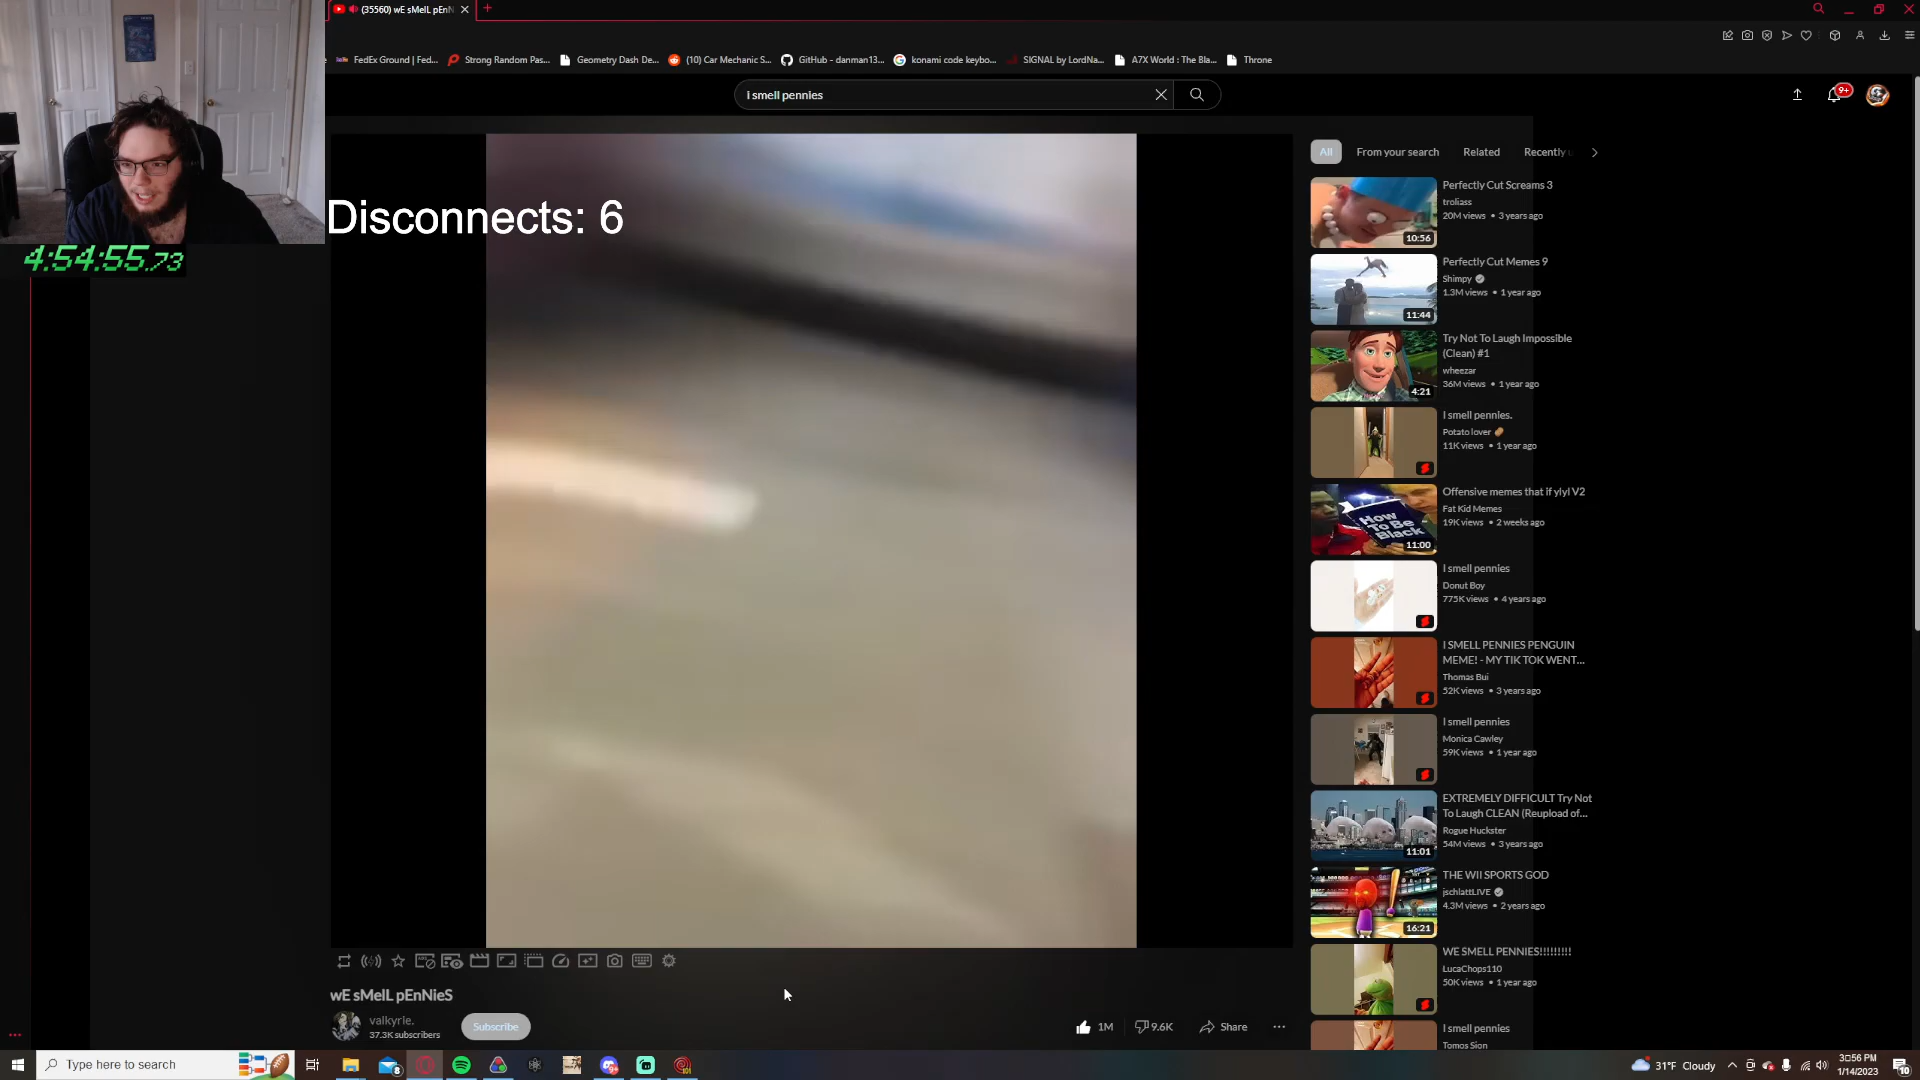 (35560) wE sMelL pEnN
FedEx Ground | Fed...
Strong Random Pas...
Geometry Dash De...
(10) Car Mechanic S...
GitHub - danman13...
konami code keybo...
SIGNAL by LordNa...
A7X World : The Bla...
Throne
i smell pennies
9+
Disconnects: 6
4:54:55.73
All
From your search
Related
Recently u
Perfectly Cut Screams 3
troliass
20M views • 3 years ago
10:56
Perfectly Cut Memes 9
Shimpy
1.3M views • 1 year ago
11:44
Try Not To Laugh Impossible
(Clean) #1
wheezar
36M views • 1 year ago
4:21
I smell pennies.
Potato lover
11K views • 1 year ago
Offensive memes that if ylyl V2
Fat Kid Memes
19K views • 2 weeks ago
How
To Be
Black
11:00
I smell pennies
Donut Boy
775K views • 4 years ago
I SMELL PENNIES PENGUIN
MEME! - MY TIK TOK WENT...
Thomas Bui
52K views • 3 years ago
I smell pennies
Monica Cawley
59K views • 1 year ago
EXTREMELY DIFFICULT Try Not
To Laugh CLEAN (Reupload of...
Rogue Huckster
54M views • 3 years ago
11:01
THE WII SPORTS GOD
jschlattLIVE
4.3M views • 2 years ago
16:21
WE SMELL PENNIES!!!!!!!!!
LucaChops110
50K views • 1 year ago
I smell pennies
Tomos Sion
wE sMelL pEnNieS
valkyrie.
37.3K subscribers
Subscribe
1M
9.6K
Share
Type here to search
8
31°F Cloudy
3:56 PM
1/14/2023
10